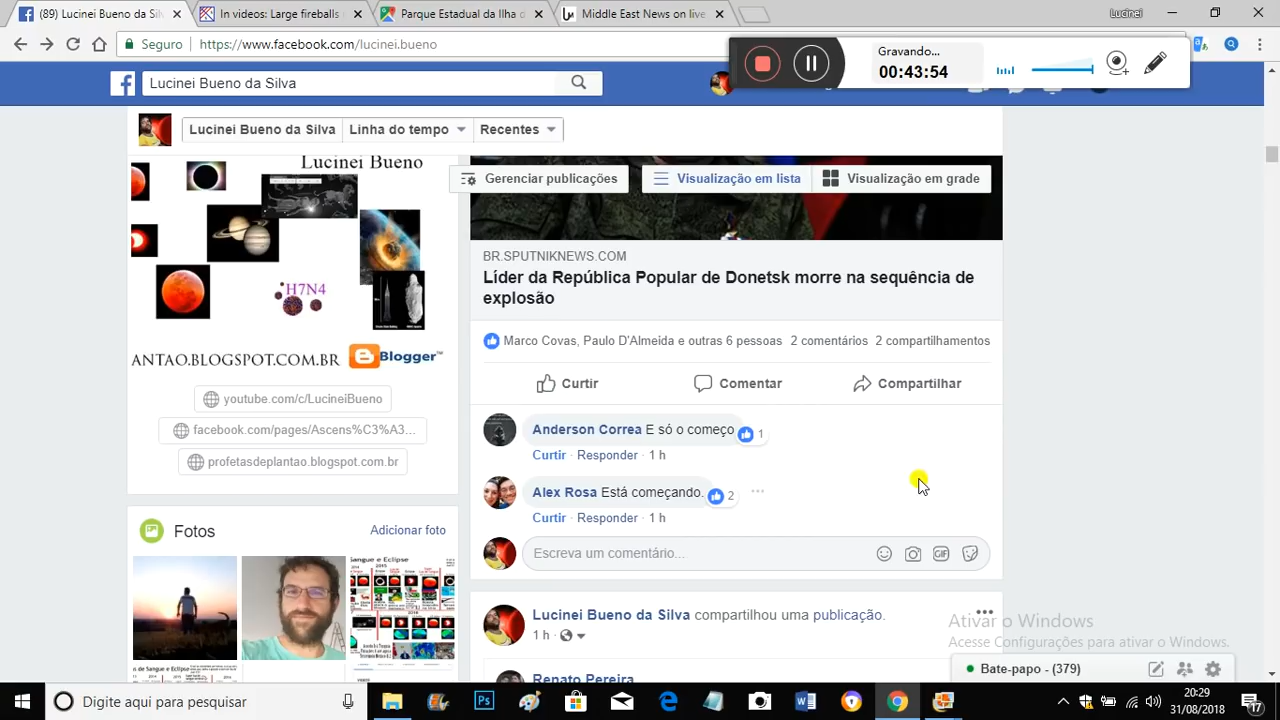 (89) Lucinei Bueno da Silva
In videos: Large fireballs e
Parque Estadual da Ilha d
Middle East News on live
Lucinei
Seguro
https://www.facebook.com/lucinei.bueno
Gravando...
00:43:54
Lucinei Bueno da Silva
Lucinei Bueno da Silva
Linha do tempo
Recentes
Lucinei Bueno
Gerenciar publicações
Visualização em lista
Visualização em grade
BR.SPUTNIKNEWS.COM
Líder da República Popular de Donetsk morre na sequência de
explosão
H7N4
Marco Covas, Paulo D'Almeida e outras 6 pessoas
2 comentários
2 compartilhamentos
ANTAO.BLOGSPOT.COM.BR
Blogger™
Curtir
Comentar
Compartilhar
youtube.com/c/LucineiBueno
facebook.com/pages/Ascens%C3%A3...
profetasdeplantao.blogspot.com.br
Anderson Correa E só o começo
1
Curtir · Responder · 1 h
Alex Rosa Está começando.
2
Curtir · Responder · 1 h
Escreva um comentário...
GIF
Fotos
Adicionar foto
Lucinei Bueno da Silva compartilhou uma publicação.
1 h
Renato Pereira
Ativar o Windows
Acesse Configurações para ativar o Windows.
Bate-papo - (379)
Digite aqui para pesquisar
20:29
31/08/2018
17